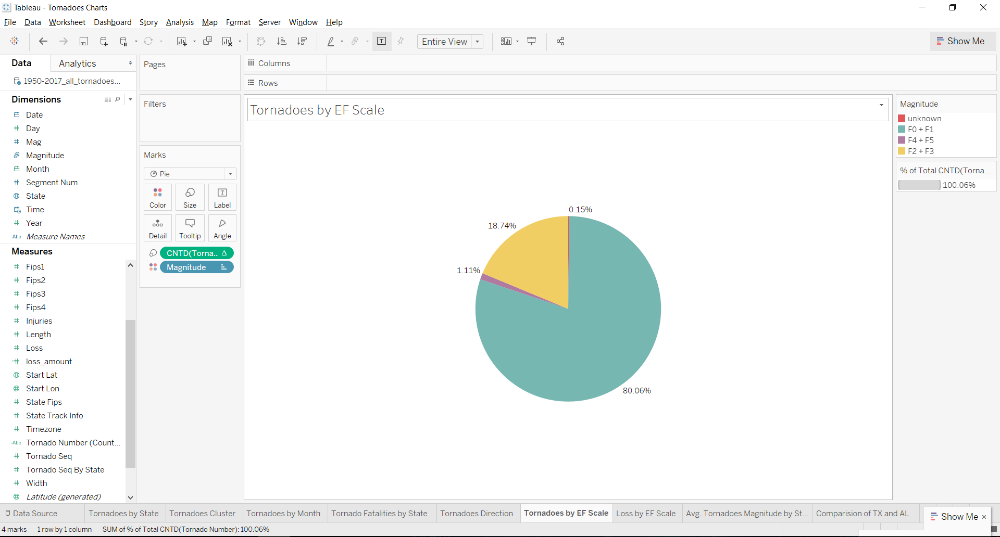 Tableau - Tornadoes Charts
File Data Worksheet Dashboard Story Analysis Map Format Server Window Help
Entire View
Show Me
Data
Analytics
1950-2017_all_tornadoes...
Dimensions
Date
Day
Mag
Magnitude
Month
Segment Num
State
Time
Year
Abc Measure Names
Measures
Fips1
Fips2
Fips3
Fips4
Injuries
Length
Loss
loss_amount
Start Lat
Start Lon
State Fips
State Track Info
Timezone
=Abc Tornado Number (Count...
Tornado Seq
Tornado Seq By State
Width
Latitude (generated)
Pages
Filters
Marks
Pie
Color
Size
Label
Detail
Tooltip
Angle
CNTD(Torna..
Magnitude
Columns
Rows
Tornadoes by EF Scale
0.15%
18.74%
1.11%
80.06%
Magnitude
unknown
F0 + F1
F4 + F5
F2 + F3
% of Total CNTD(Torna...
100.06%
Data Source
Tornadoes by State
Tornadoes Cluster
Tornadoes by Month
Tornado Fatalities by State
Tornadoes Direction
Tornadoes by EF Scale
Loss by EF Scale
Avg. Tornadoes Magnitude by St...
Comparision of TX and AL
Show Me
4 marks
1 row by 1 column
SUM of % of Total CNTD(Tornado Number): 100.06%